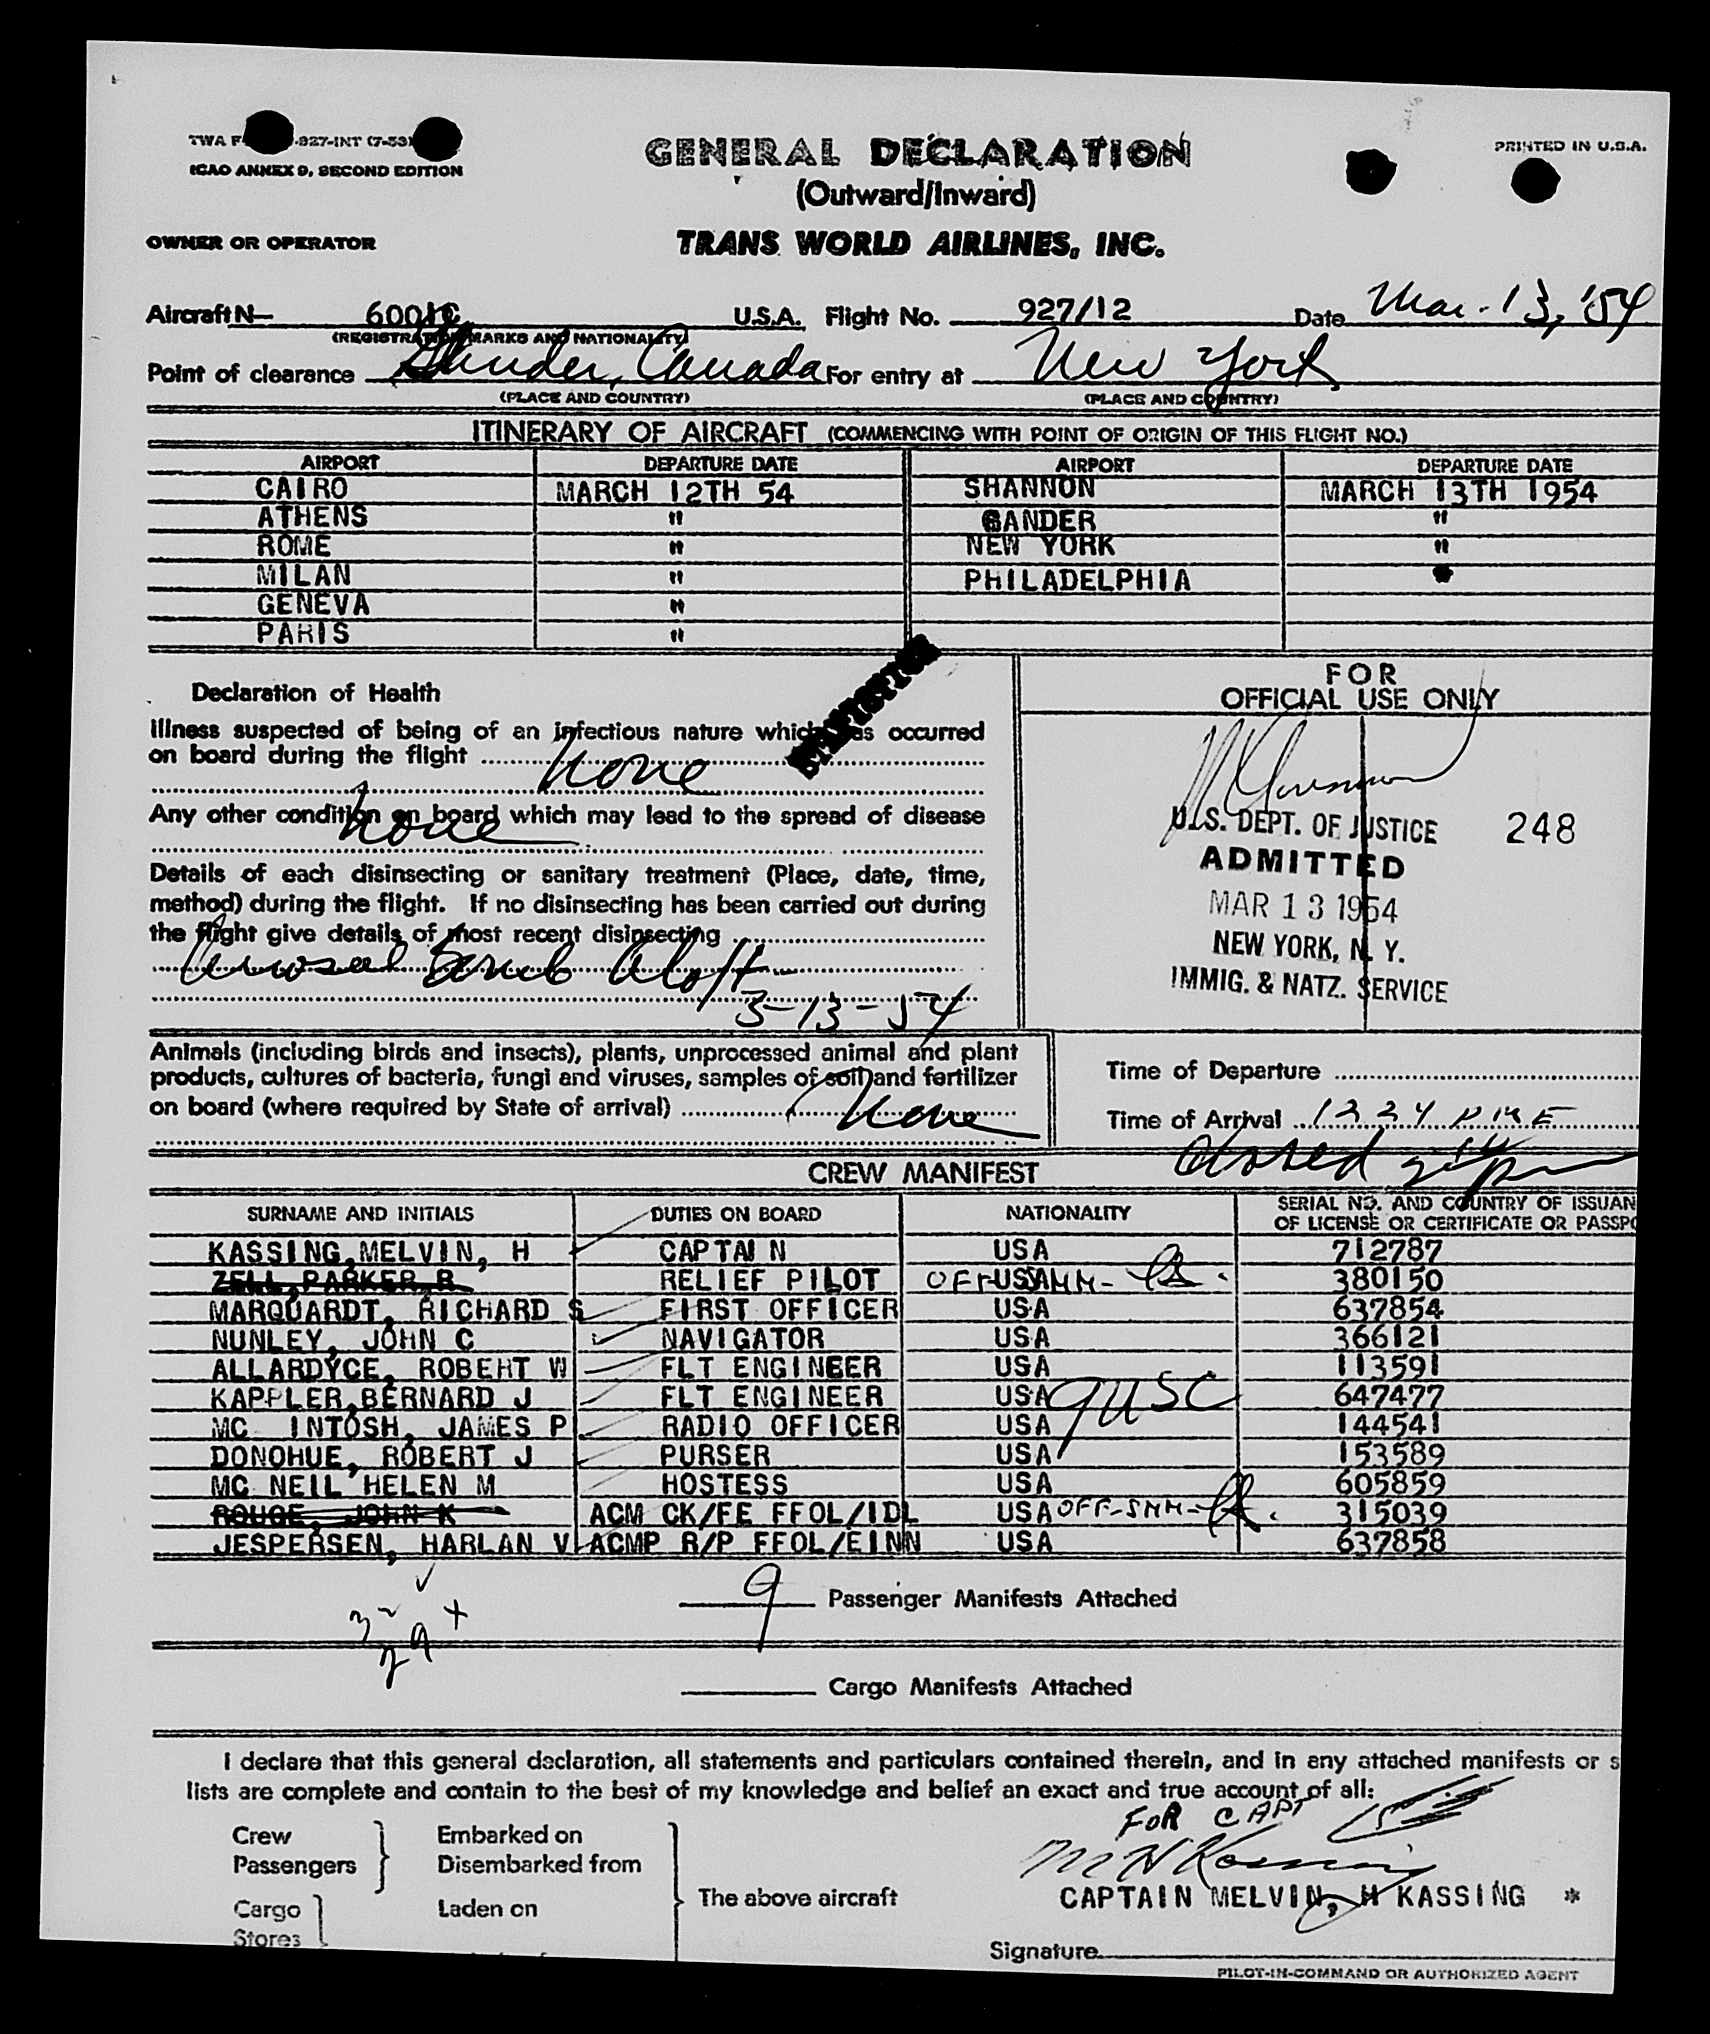 TWA F .927-INT (7-53)
ICAO ANNEX 9, SECOND EDITION
PRINTED IN U.S.A.
GENERAL DECLARATION
(Outward/Inward)
OWNER OR OPERATOR TRANS WORLD AIRLINES, INC.
Aircraft N— 6001C U.S.A. Flight No. 927/12 Date Mar. 13, '54
(REGISTRATION MARKS AND NATIONALITY)
Point of clearance Gander, Canada For entry at New York
(PLACE AND COUNTRY) (PLACE AND COUNTRY)
ITINERARY OF AIRCRAFT (COMMENCING WITH POINT OF ORIGIN OF THIS FLIGHT NO.)
AIRPORT DEPARTURE DATE AIRPORT DEPARTURE DATE
CAIRO MARCH 12TH 54 SHANNON MARCH 13TH 1954
ATHENS " GANDER "
ROME " NEW YORK "
MILAN " PHILADELPHIA
GENEVA "
PARIS "
Declaration of Health
Illness suspected of being of an infectious nature which has occurred
on board during the flight
none
Any other condition on board which may lead to the spread of disease
none
Details of each disinsecting or sanitary treatment (Place, date, time,
method) during the flight. If no disinsecting has been carried out during
the flight give details of most recent disinsecting
Aerosol Bomb Aloft
3-13-54
FOR
OFFICIAL USE ONLY
U.S. DEPT. OF JUSTICE 248
ADMITTED
MAR 13 1954
NEW YORK, N. Y.
IMMIG. & NATZ. SERVICE
Animals (including birds and insects), plants, unprocessed animal and plant
products, cultures of bacteria, fungi and viruses, samples of soil and fertilizer
on board (where required by State of arrival)
None
Time of Departure
Time of Arrival 1224 P
CREW MANIFEST
SURNAME AND INITIALS DUTIES ON BOARD NATIONALITY SERIAL NO. AND COUNTRY OF ISSUAN
OF LICENSE OR CERTIFICATE OR PASSPO
KASSING,MELVIN, H CAPTAIN USA 712787
ZELL,PARKER,R RELIEF PILOT OFF-USA 380150
MARQUARDT, RICHARD S FIRST OFFICER USA 637854
NUNLEY, JOHN C NAVIGATOR USA 366121
ALLARDYCE, ROBERT W FLT ENGINEER USA 113591
KAPPLER,BERNARD J FLT ENGINEER USA 9 USC 647477
MC INTOSH, JAMES P RADIO OFFICER USA 144541
DONOHUE, ROBERT J PURSER USA 153589
MC NEIL HELEN M HOSTESS USA 605859
ROUGE, JOHN K ACM CK/FE FFOL/IDL USA OFF-SNN- 315039
JESPERSEN, HARLAN V ACMP R/P FFOL/EINN USA 637858
9 Passenger Manifests Attached
Cargo Manifests Attached
I declare that this general declaration, all statements and particulars contained therein, and in any attached manifests or s
lists are complete and contain to the best of my knowledge and belief an exact and true account of all:
FOR CAPT
M H Kassing
Crew Embarked on
Passengers Disembarked from
The above aircraft CAPTAIN MELVIN, H KASSING *
Cargo Laden on
Stores
Signature
PILOT-IN-COMMAND OR AUTHORIZED AGENT